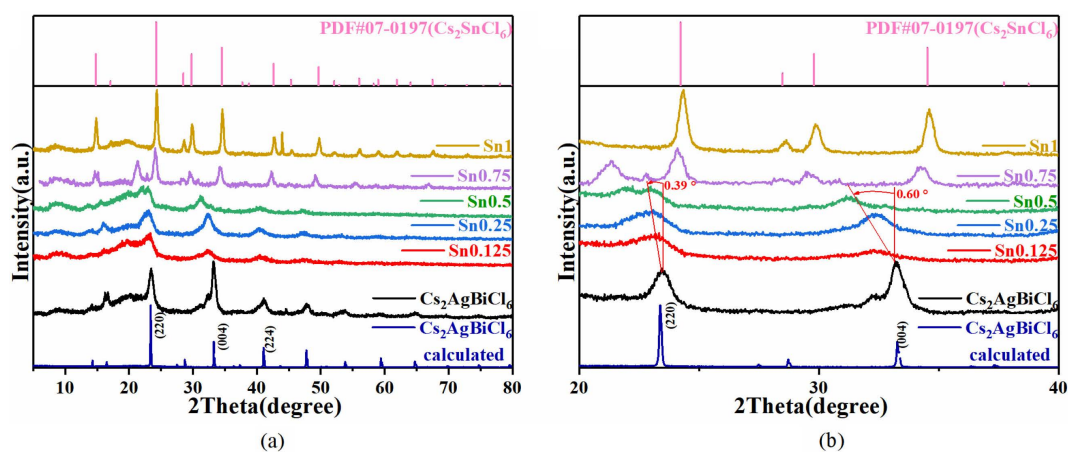 PDF#07-0197(Cs₂SnCl₆)
Sn1
Sn0.75
Sn0.5
Sn0.25
Sn0.125
Cs₂AgBiCl₆
Cs₂AgBiCl₆
calculated
(220)
(004)
(224)
Intensity(a.u.)
10 20 30 40 50 60 70 80
2Theta(degree)
(a)
PDF#07-0197(Cs₂SnCl₆)
Sn1
Sn0.75
0.39 °
0.60 °
Sn0.5
Sn0.25
Sn0.125
Cs₂AgBiCl₆
Cs₂AgBiCl₆
calculated
(220)
(004)
Intensity(a.u.)
20 30 40
2Theta(degree)
(b)